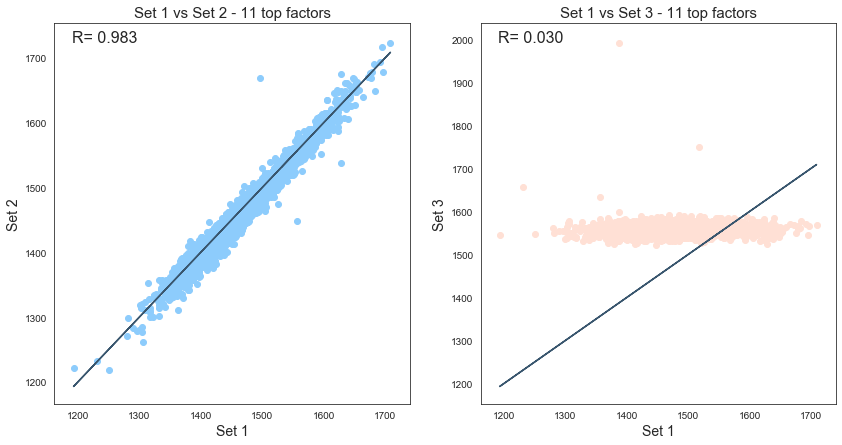 Set 1 vs Set 2 - 11 top factors
R= 0.983
1700
1600
1500
1400
1300
1200
Set 2
1200 1300 1400 1500 1600 1700
Set 1
Set 1 vs Set 3 - 11 top factors
R= 0.030
2000
1900
1800
1700
1600
1500
1400
1300
1200
Set 3
1200 1300 1400 1500 1600 1700
Set 1